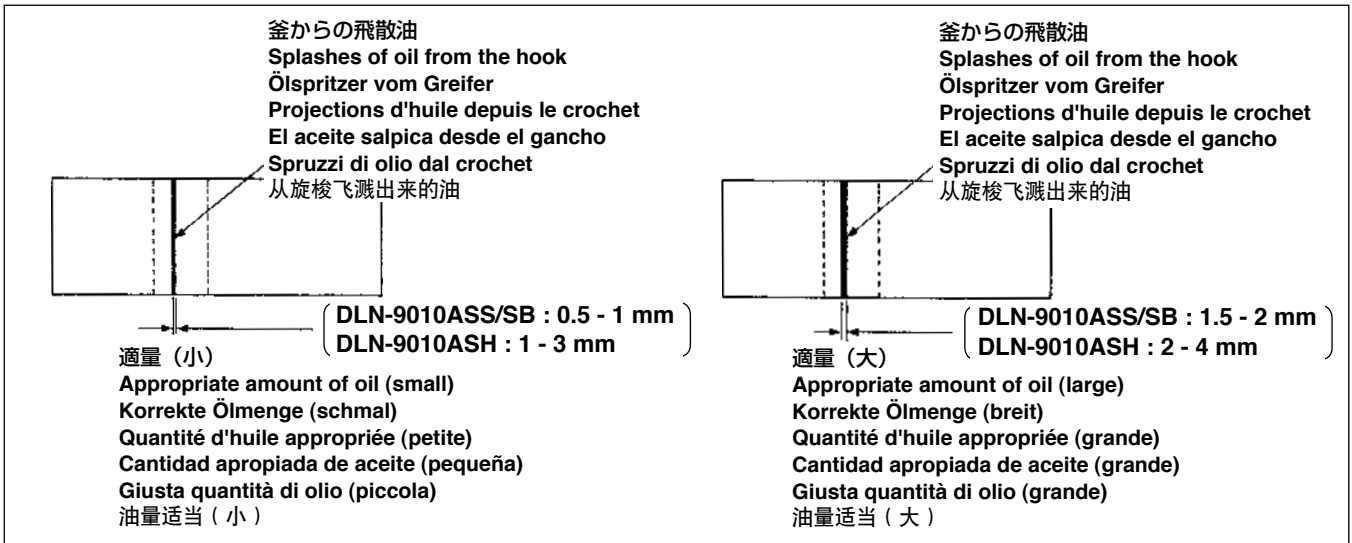 釜からの飛散油
Splashes of oil from the hook
Ölspritzer vom Greifer
Projections d'huile depuis le crochet
El aceite salpica desde el gancho
Spruzzi di olio dal crochet
从旋梭飞溅出来的油
DLN-9010ASS/SB : 0.5 - 1 mm
DLN-9010ASH : 1 - 3 mm
適量（小）
Appropriate amount of oil (small)
Korrekte Ölmenge (schmal)
Quantité d'huile appropriée (petite)
Cantidad apropiada de aceite (pequeña)
Giusta quantità di olio (piccola)
油量适当（小）
釜からの飛散油
Splashes of oil from the hook
Ölspritzer vom Greifer
Projections d'huile depuis le crochet
El aceite salpica desde el gancho
Spruzzi di olio dal crochet
从旋梭飞溅出来的油
DLN-9010ASS/SB : 1.5 - 2 mm
DLN-9010ASH : 2 - 4 mm
適量（大）
Appropriate amount of oil (large)
Korrekte Ölmenge (breit)
Quantité d'huile appropriée (grande)
Cantidad apropiada de aceite (grande)
Giusta quantità di olio (grande)
油量适当（大）